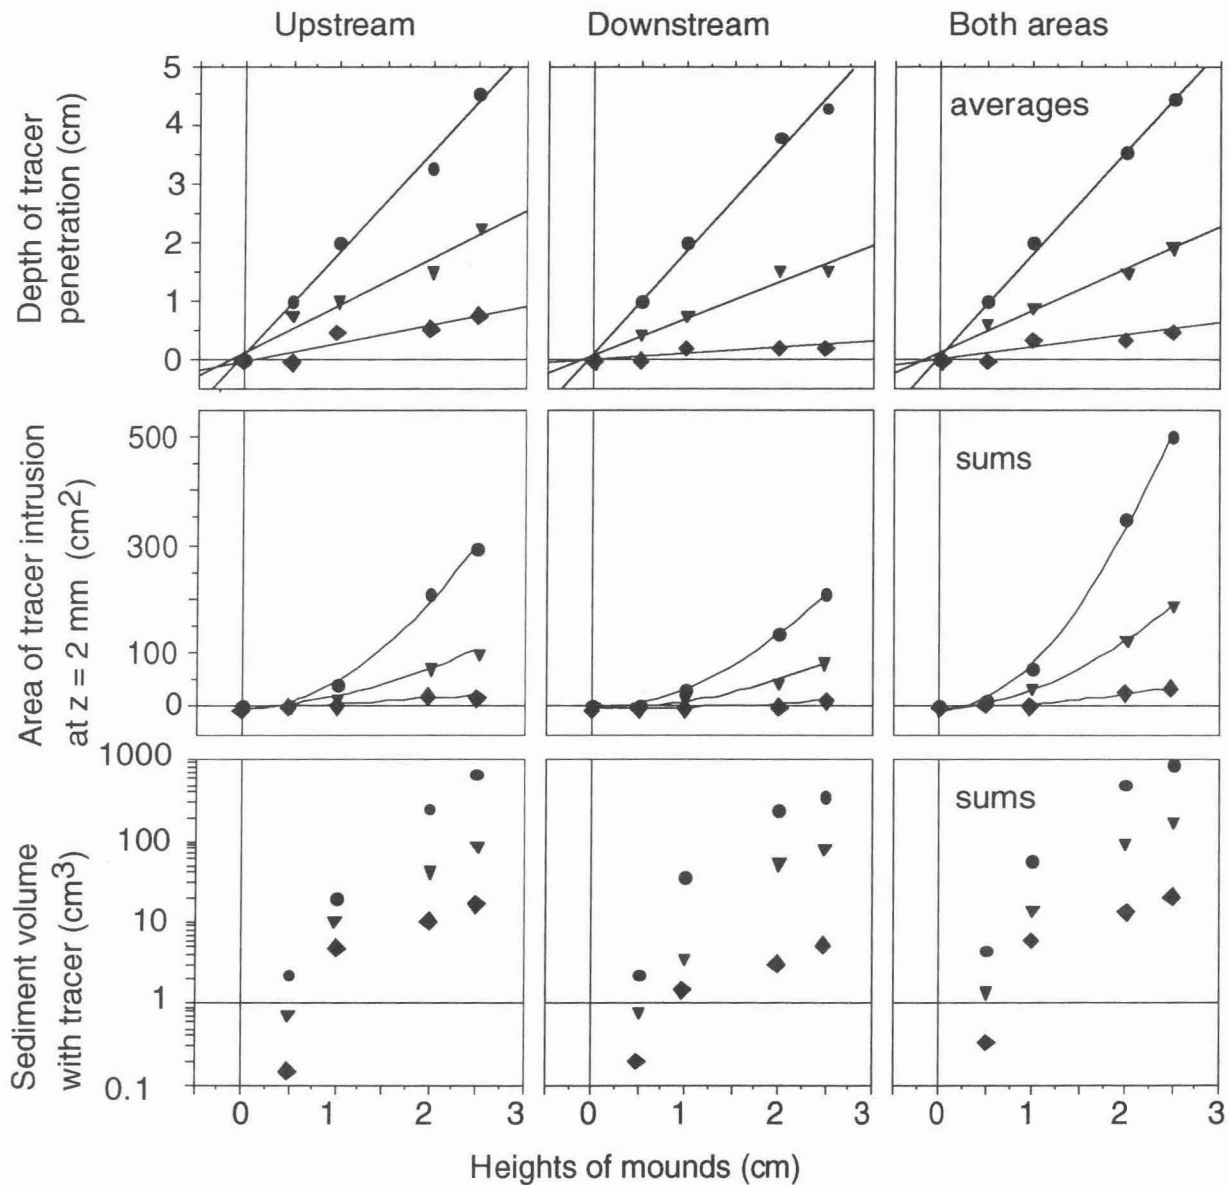 Upstream Downstream Both areas
Depth of tracer
penetration (cm)
5
4
3
2
1
0
averages
Area of tracer intrusion
at z = 2 mm (cm2)
500
300
100
0
sums
Sediment volume
with tracer (cm3)
1000
100
10
1
0.1
sums
0 1 2 3 0 1 2 3 0 1 2 3
Heights of mounds (cm)